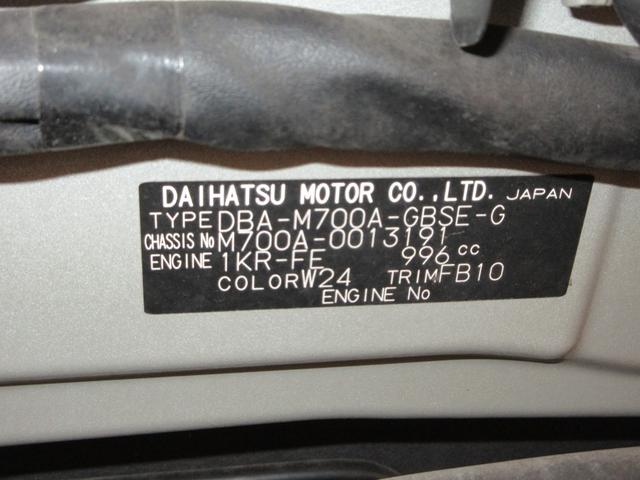 DAIHATSU MOTOR CO.,LTD. JAPAN
TYPE DBA-M700A-GBSE-G
CHASSIS No M700A-0013191
ENGINE 1KR-FE 996 cc
COLOR W24 TRIM FB10
ENGINE No